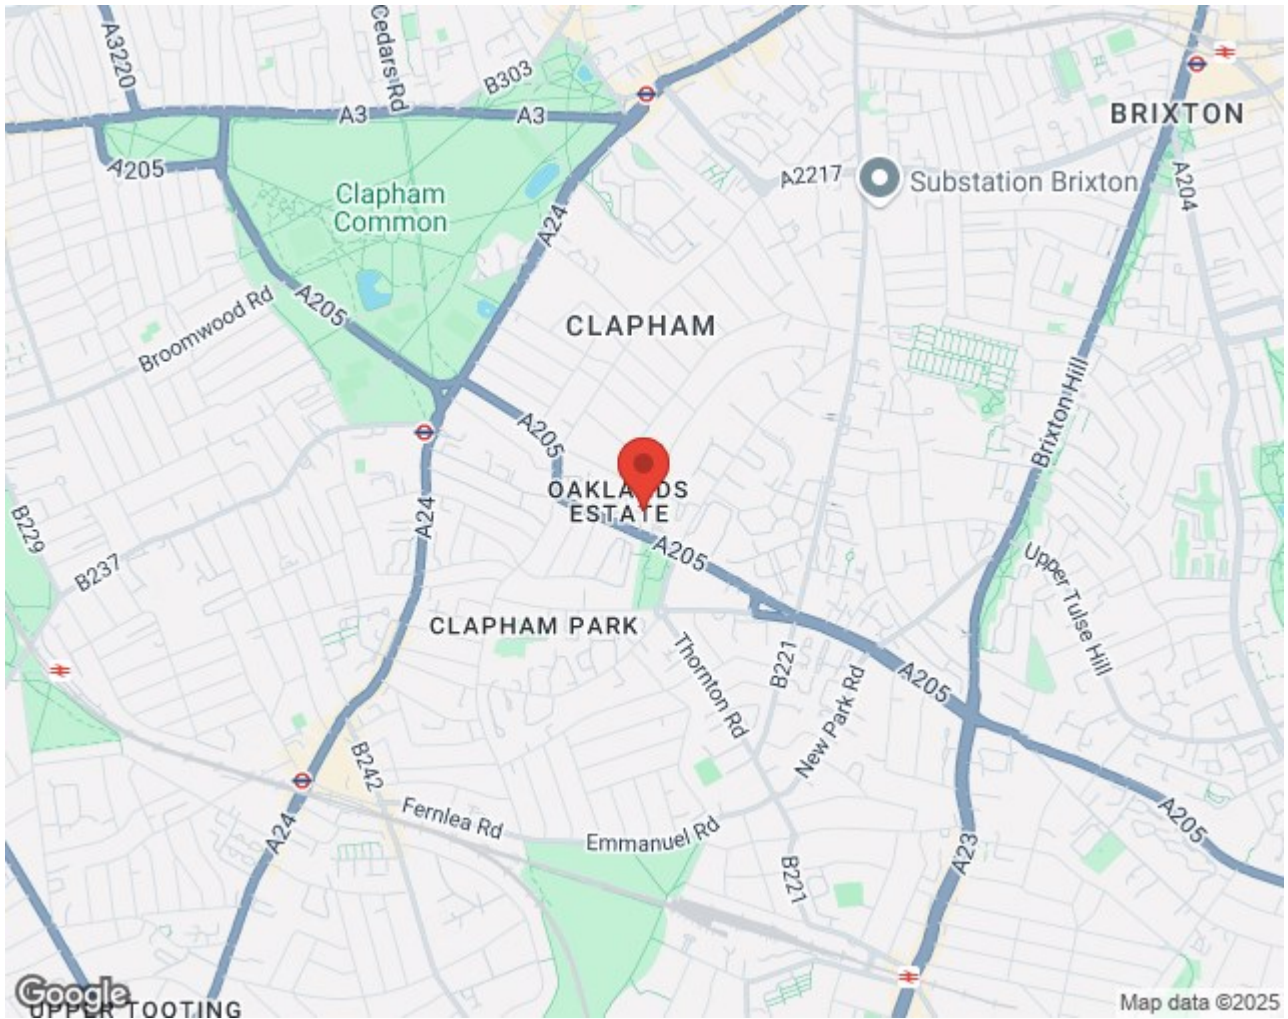 A3220
Cedars Rd
B303
A3
A3
BRIXTON
A205
A2217
Substation Brixton
A204
Clapham
Common
A24
A205
Broomwood Rd
CLAPHAM
Brixton Hill
A205
OAKLANDS
ESTATE
A24
B229
A205
B237
Upper Tulse Hill
CLAPHAM PARK
Thornton Rd
B221
New Park Rd
A205
B242
Fernlea Rd
Emmanuel Rd
A205
A24
A23
B221
Google
UPPER TOOTING
Map data ©2025